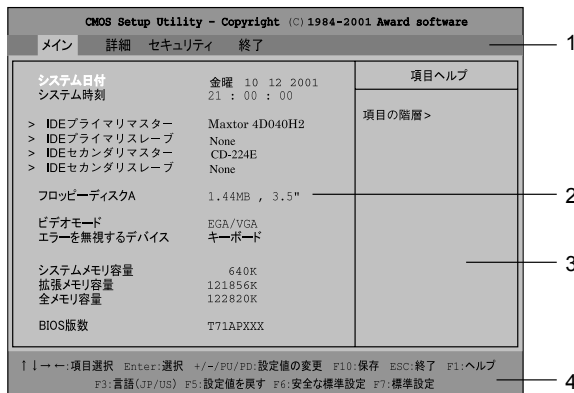 CMOS Setup Utility - Copyright (C) 1984-2001 Award software
メイン 詳細 セキュリティ 終了
1
システム日付 金曜 10 12 2001
システム時刻 21 : 00 : 00
項目ヘルプ
項目の階層>
> IDEプライマリマスター Maxtor 4D040H2
> IDEプライマリスレーブ None
> IDEセカンダリマスター CD-224E
> IDEセカンダリスレーブ None
フロッピーディスクA 1.44MB , 3.5"
2
ビデオモード EGA/VGA
エラーを無視するデバイス キーボード
3
システムメモリ容量 640K
拡張メモリ容量 121856K
全メモリ容量 122820K
BIOS版数 T71APXXX
↑↓→←:項目選択 Enter:選択 +/-/PU/PD:設定値の変更 F10:保存 ESC:終了 F1:ヘルプ
F3:言語(JP/US) F5:設定値を戻す F6:安全な標準設定 F7:標準設定
4